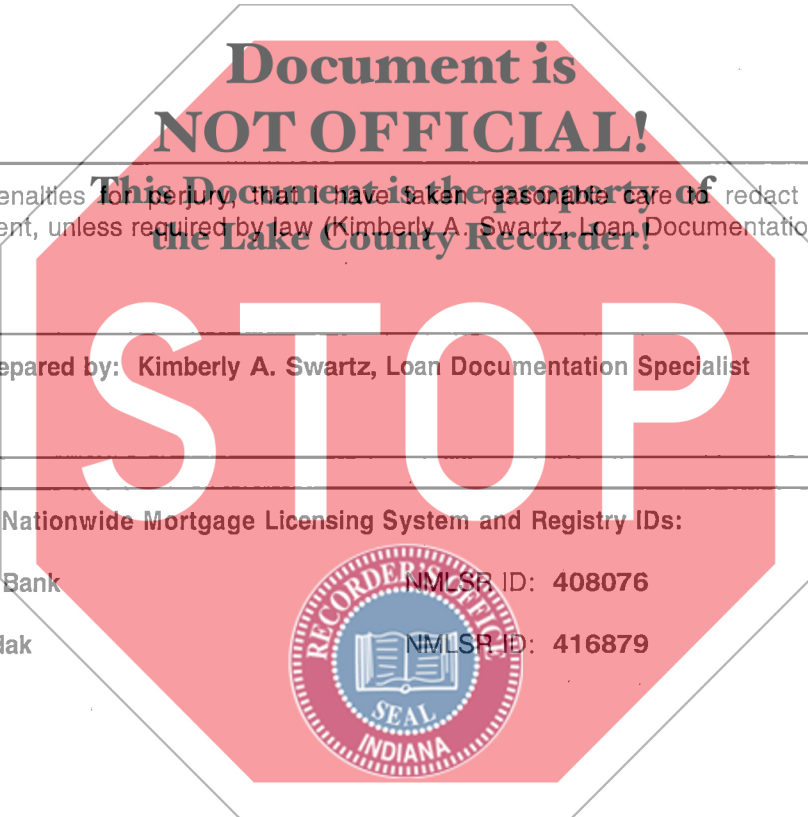 Document is
NOT OFFICIAL!
This Document is the property of
the Lake County Recorder!
enalties for perjury, that I have taken reasonable care to redact
ent, unless required by law (Kimberly A. Swartz, Loan Documentatio
STOP
epared by: Kimberly A. Swartz, Loan Documentation Specialist
Nationwide Mortgage Licensing System and Registry IDs:
Bank NMLSR ID: 408076
dak NMLSR ID: 416879
RECORDER'S OFFICE
SEAL
INDIANA